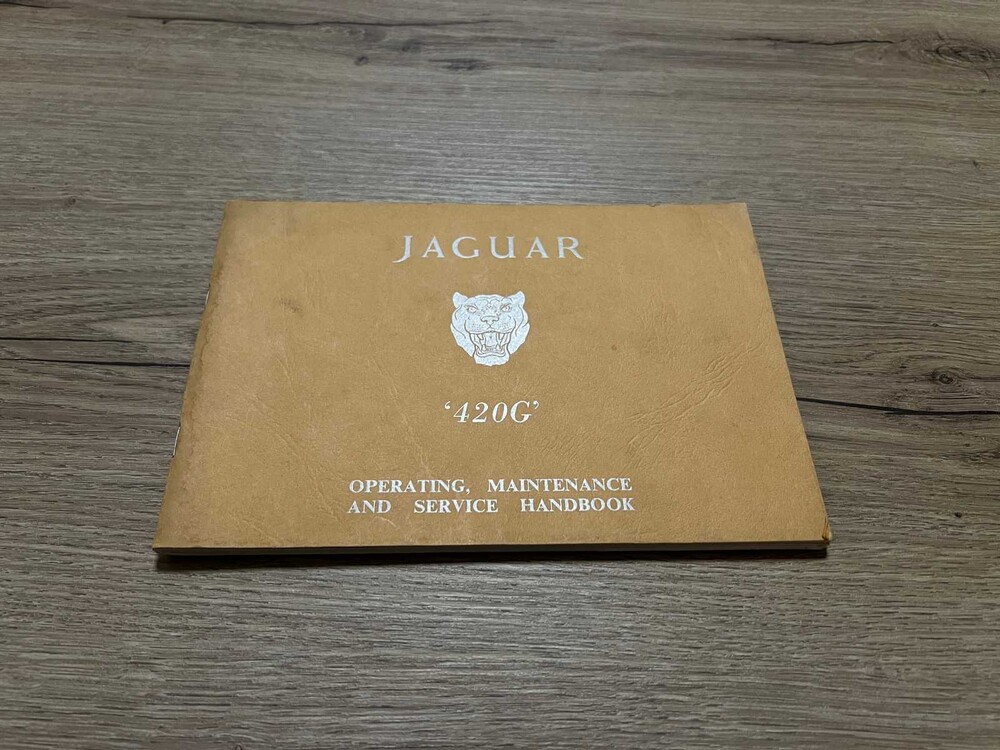 JAGUAR
‘420G’
OPERATING, MAINTENANCE
AND SERVICE HANDBOOK